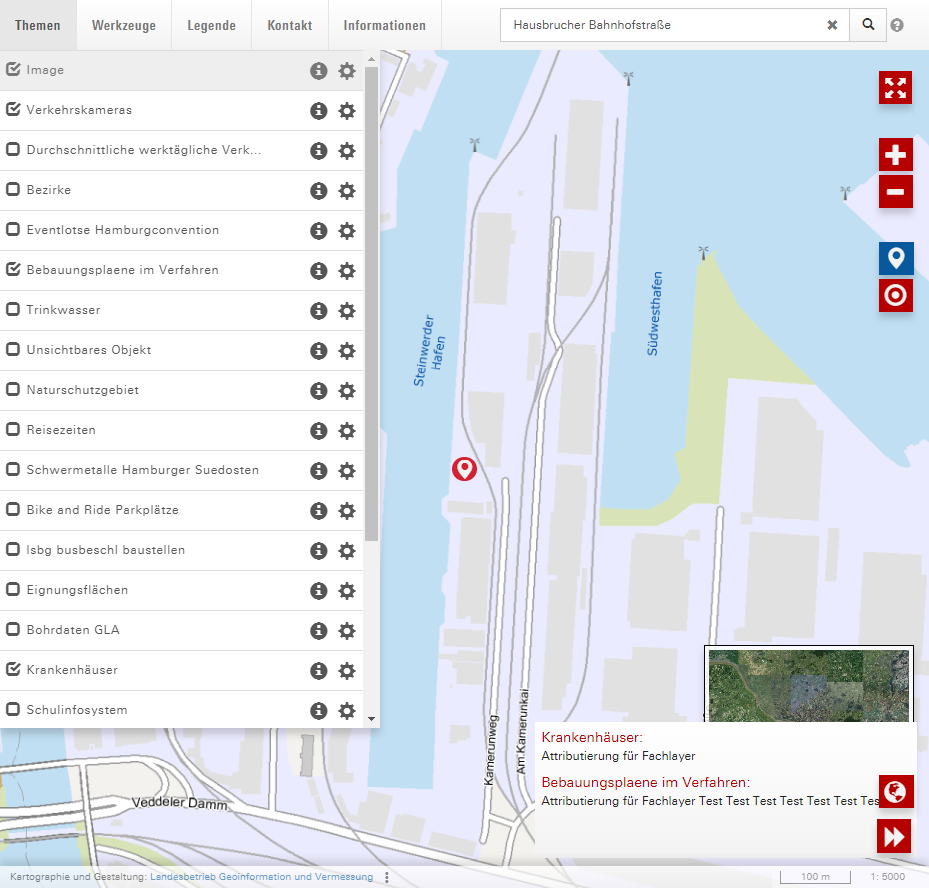 Themen
Werkzeuge
Legende
Kontakt
Informationen
Hausbrucher Bahnhofstraße
Image
Verkehrskameras
Durchschnittliche werktägliche Verk...
Bezirke
Eventlotse Hamburgconvention
Bebauungsplaene im Verfahren
Trinkwasser
Unsichtbares Objekt
Naturschutzgebiet
Reisezeiten
Schwermetalle Hamburger Suedosten
Bike and Ride Parkplätze
lsbg busbeschl baustellen
Eignungsflächen
Bohrdaten GLA
Krankenhäuser
Schulinfosystem
Steinwerder
Hafen
Südwesthafen
Kamerunweg
Am Kamerunkai
Veddeler Damm
Krankenhäuser:
Attributierung für Fachlayer
Bebauungsplaene im Verfahren:
Attributierung für Fachlayer Test Test Test Test Test Test Tes
Kartographie und Gestaltung: Landesbetrieb Geoinformation und Vermessung
100 m
1: 5000